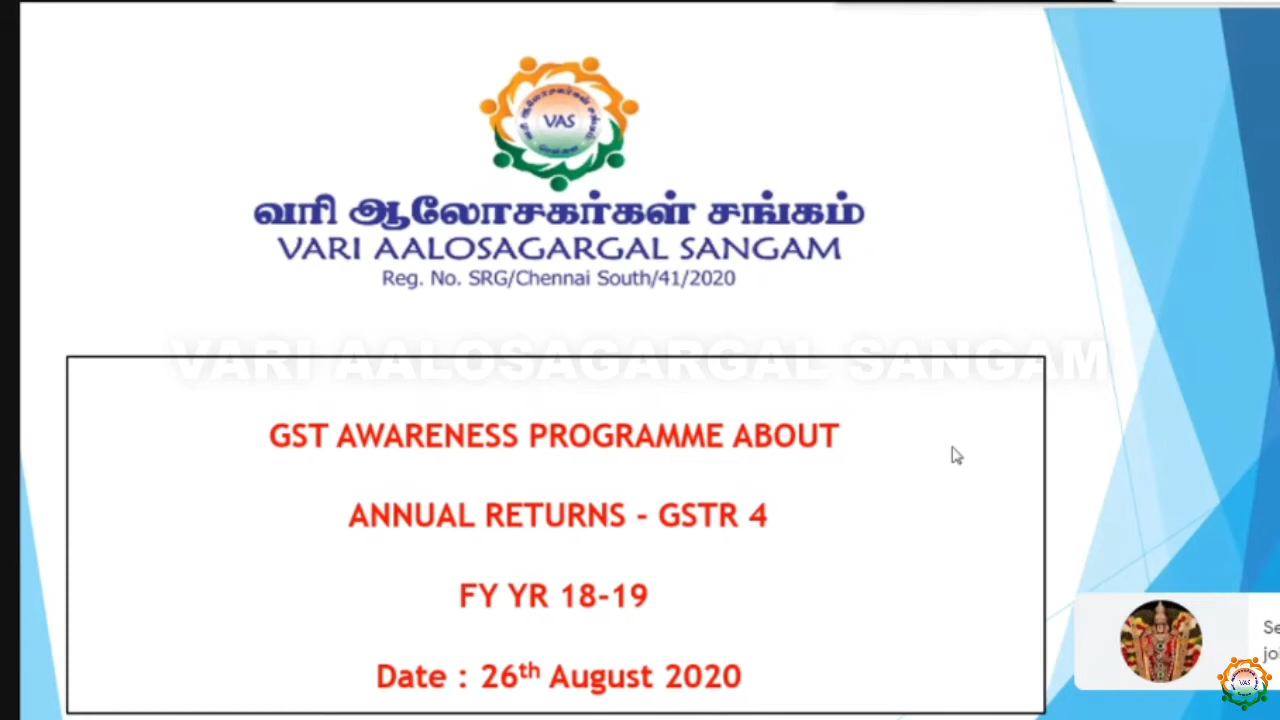 VAS
வரி ஆலோசகர்கள் சங்கம்
VARI AALOSAGARGAL SANGAM
Reg. No. SRG/Chennai South/41/2020
VARI AALOSAGARGAL SANGAM
GST AWARENESS PROGRAMME ABOUT
ANNUAL RETURNS - GSTR 4
FY YR 18-19
Date : 26th August 2020
VAS